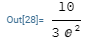 Out[28]= 10
3 ℯ²